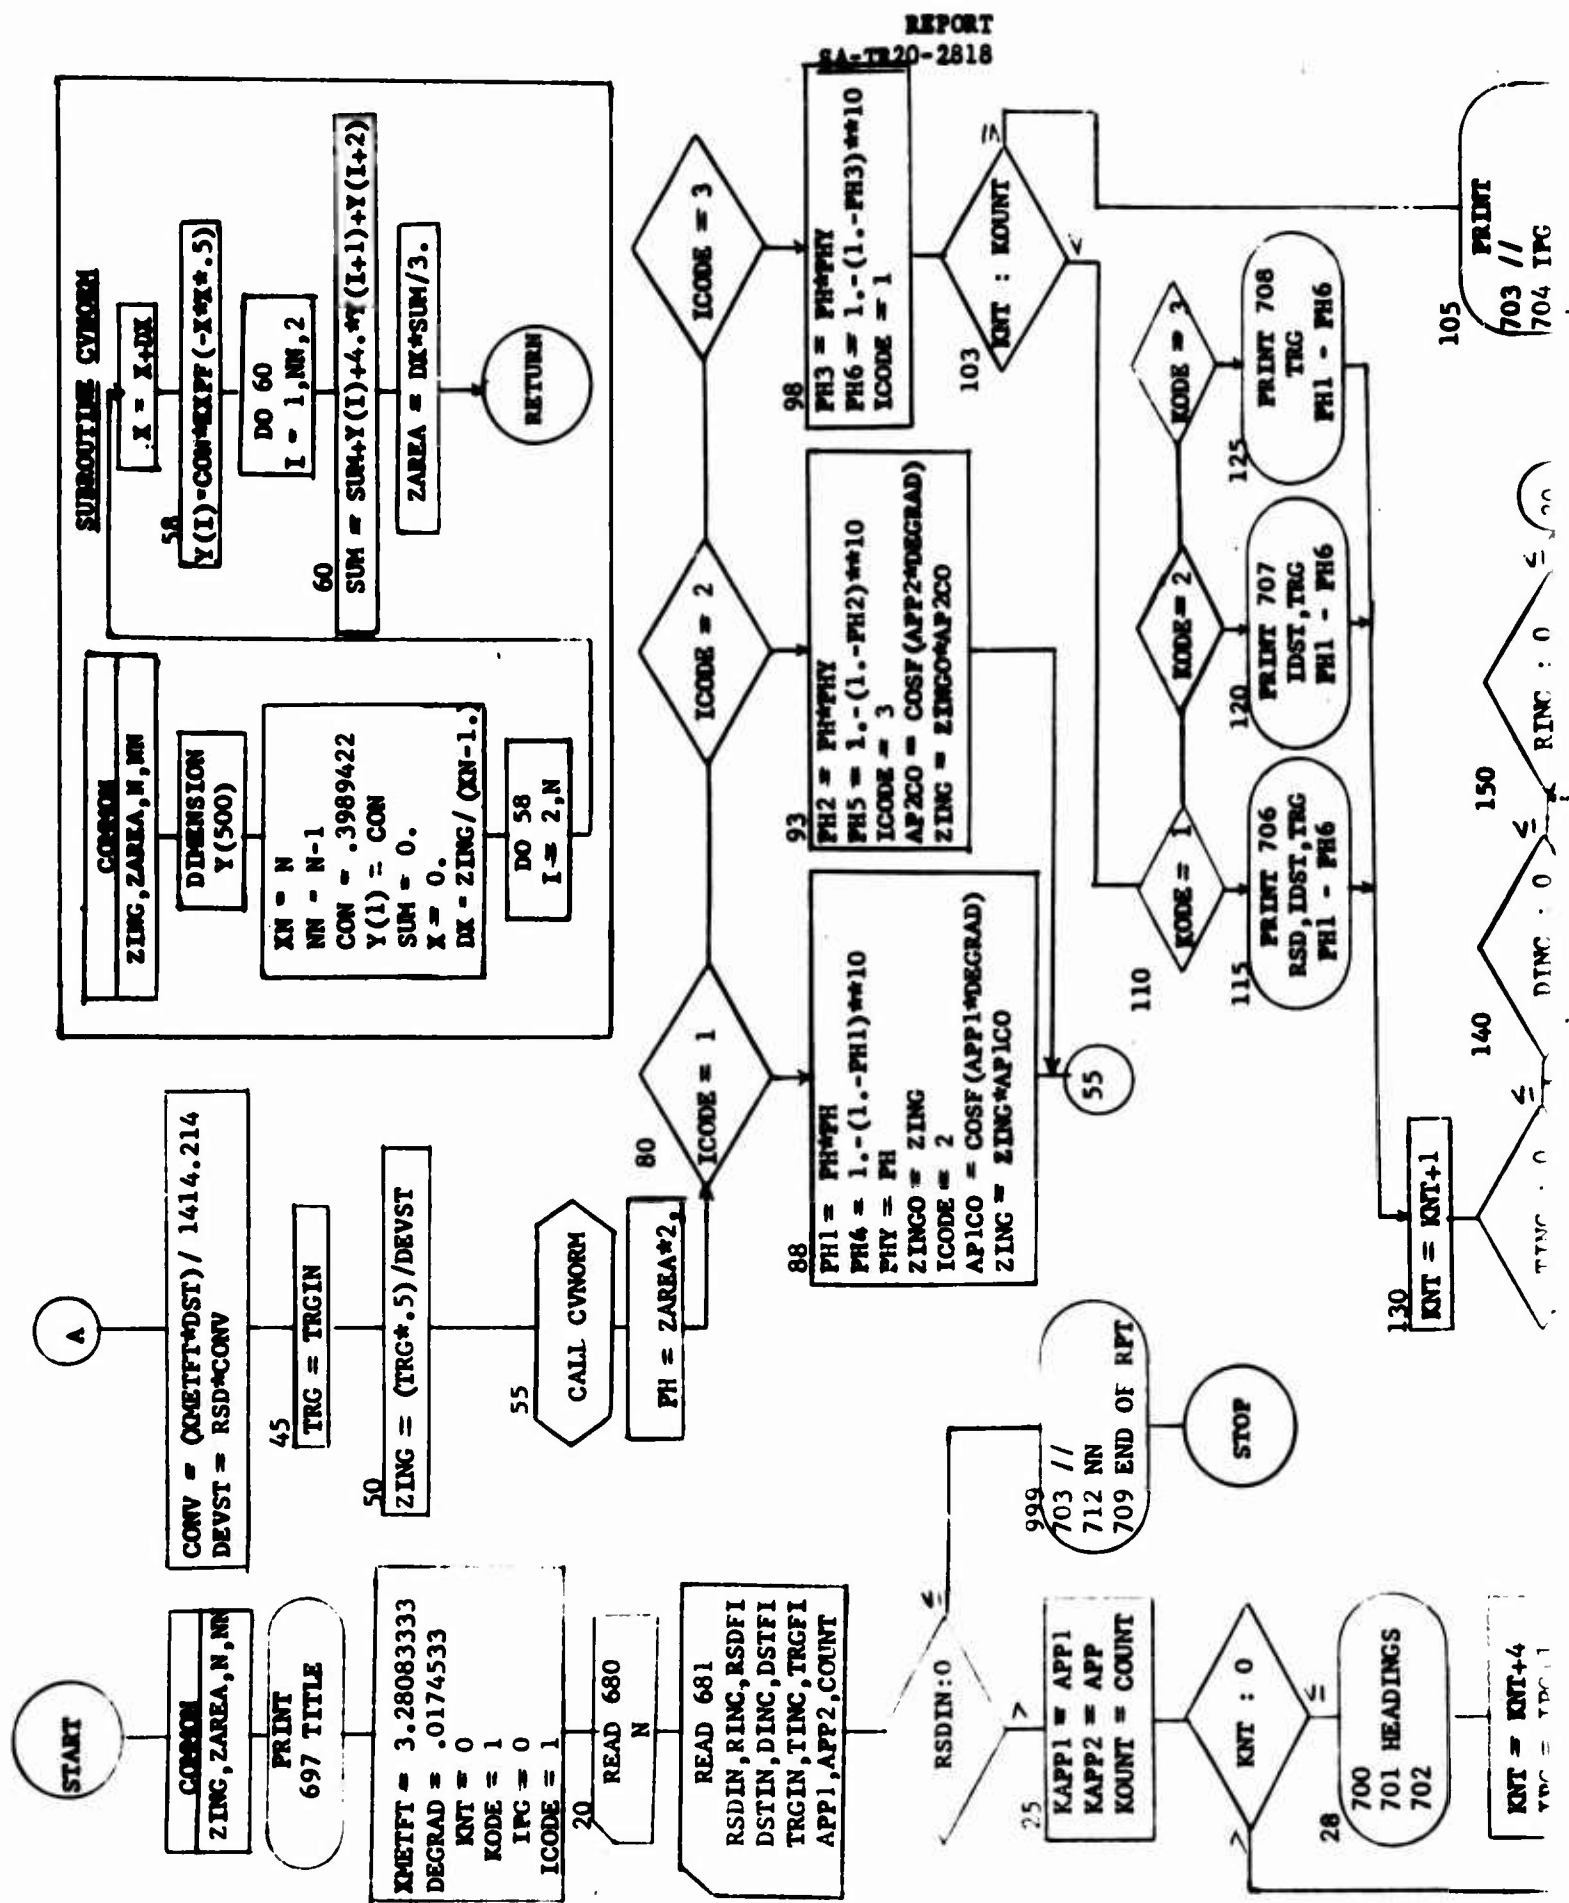 REPORT
SA-TR20-2818
START
COMMON
ZING,ZAREA,N,NN
PRINT
697 TITLE
XMETFT = 3.28083333
DEGRAD = .0174533
KNT = 0
KODE = 1
IPG = 0
ICODE = 1
20
READ 680
N
READ 681
RSDIN,RINC,RSDFI
DSTIN,DINC,DSTFI
TRGIN,TINC,TRGFI
APP1,APP2,COUNT
RSDIN:0
≤
>
25
KAPP1 = APP1
KAPP2 = APP
KOUNT = COUNT
KNT : 0
>
≤
28
700
701 HEADINGS
702
KNT = KNT+4
999
703 //
712 NN
709 END OF RPT
STOP
A
CONV = (XMETFT*DST)/ 1414.214
DEVST = RSD*CONV
45
TRG = TRGIN
50
ZING = (TRG*.5)/DEVST
55
CALL CVNORM
PH = ZAREA*2.
80
ICODE = 1
ICODE = 2
ICODE = 3
88
PH1 = PH*PH
PH4 = 1.-(1.-PH1)**10
PHY = PH
ZINGO = ZING
ICODE = 2
AP1CO = COSF(APP1*DEGRAD)
ZING = ZING*AP1CO
93
PH2 = PH*PHY
PH5 = 1.-(1.-PH2)**10
ICODE = 3
AP2CO = COSF(APP2*DEGRAD)
ZING = ZINGO*AP2CO
98
PH3 = PH*PHY
PH6 = 1.-(1.-PH3)**10
ICODE = 1
55
103
KNT : KOUNT
≥
<
110
KODE = 1
KODE = 2
KODE = 3
115
PRINT 706
RSD,IDST,TRG
PH1 - PH6
120
PRINT 707
IDST,TRG
PH1 - PH6
125
PRINT 708
TRG
PH1 - PH6
130
KNT = KNT+1
TINC : 0
≤
140
DINC : 0
≤
150
RINC : 0
≤
20
105
PRINT
703 //
704 IPG
SUBROUTINE CVNORM
COMMON
ZING,ZAREA,N,NN
DIMENSION
Y(500)
XN = N
NN = N-1
CON = .3989422
Y(1) = CON
SUM = 0.
X = 0.
DX = ZING/(XN-1.)
DO 58
I = 2,N
X = X+DX
58
Y(I)=CON*EXPF(-X*X*.5)
DO 60
I = 1,NN,2
60
SUM = SUM+Y(I)+4.*Y(I+1)+Y(I+2)
ZAREA = DX*SUM/3.
RETURN